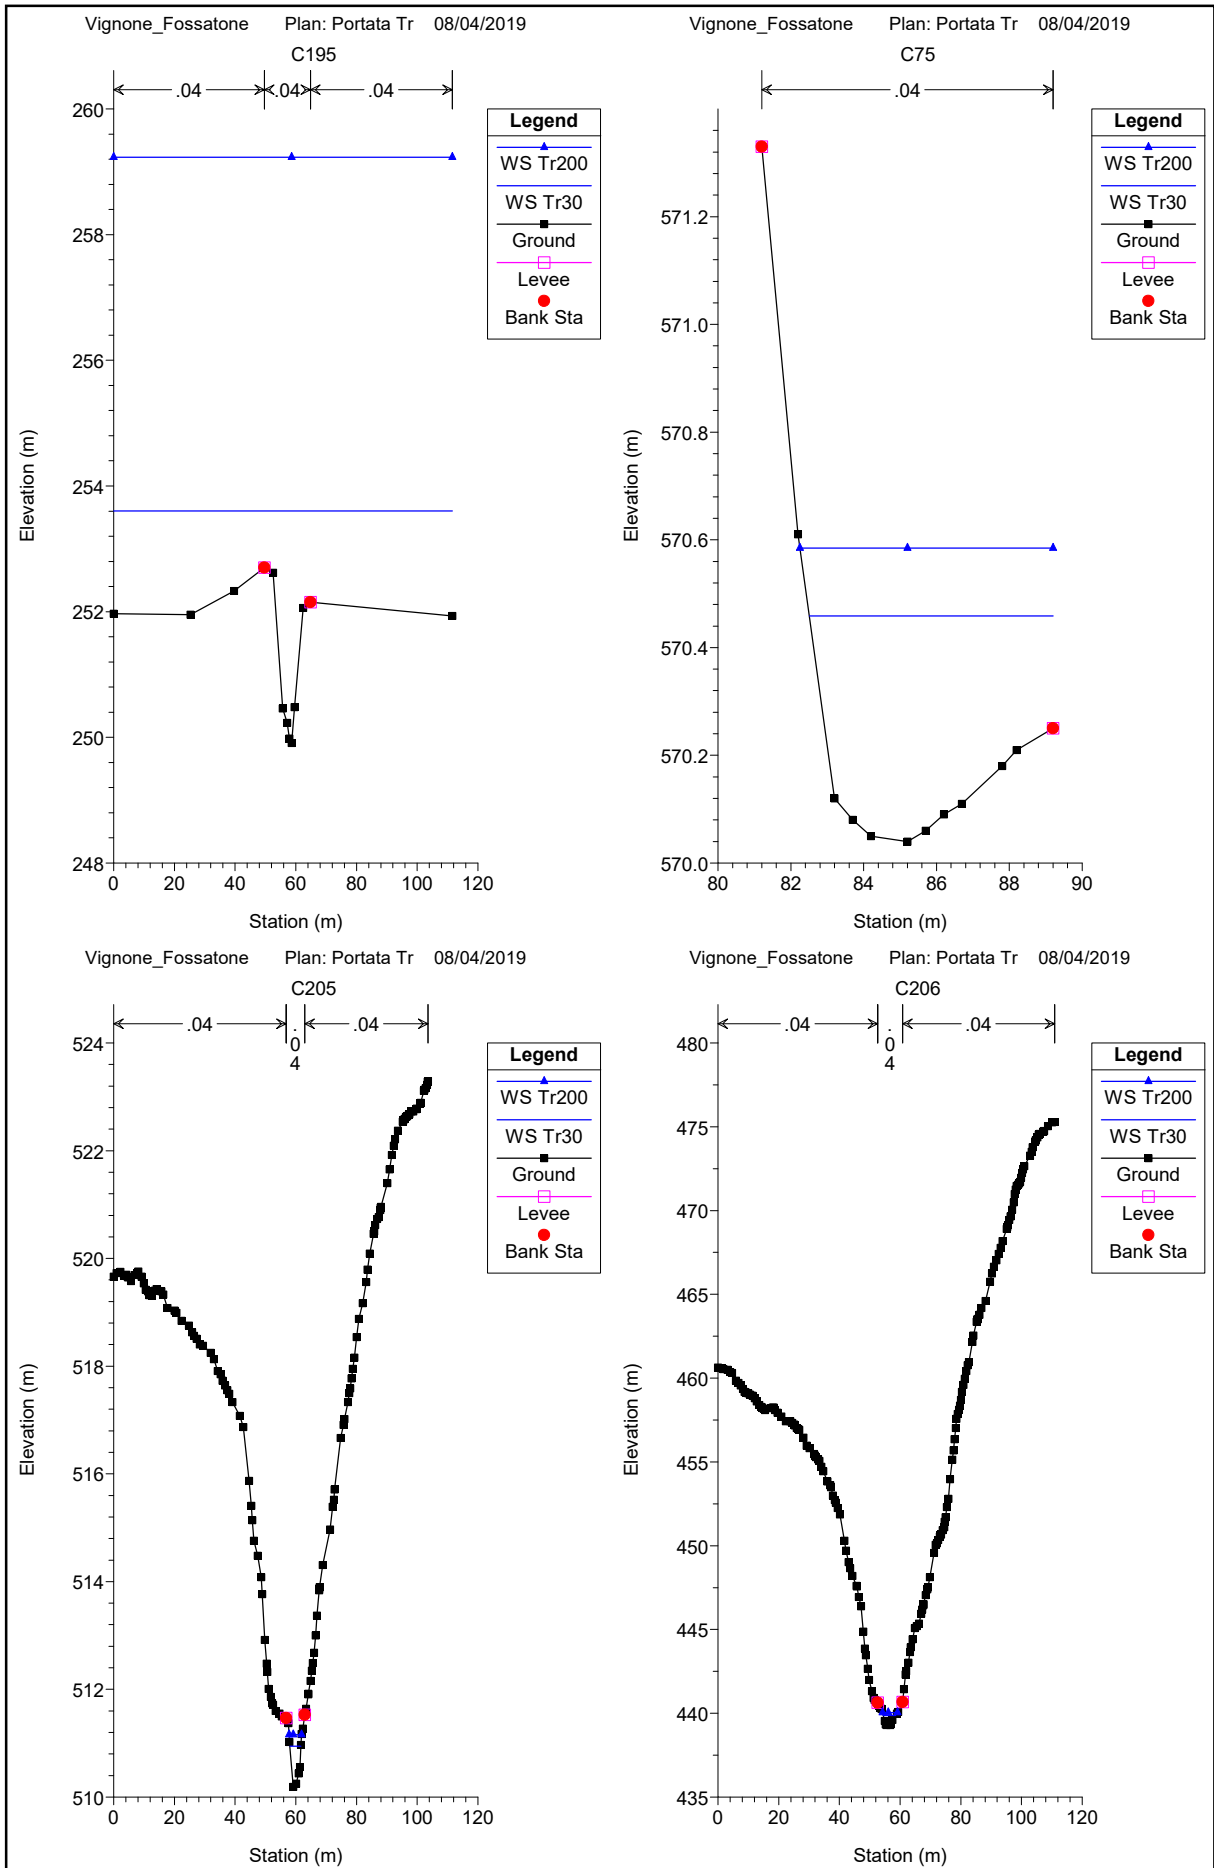 Vignone_Fossatone Plan: Portata Tr 08/04/2019
C195
.04 .04 .04
Legend
WS Tr200
WS Tr30
Ground
Levee
Bank Sta
260
258
256
254
252
250
248
Elevation (m)
0 20 40 60 80 100 120
Station (m)
Vignone_Fossatone Plan: Portata Tr 08/04/2019
C75
.04
Legend
WS Tr200
WS Tr30
Ground
Levee
Bank Sta
571.2
571.0
570.8
570.6
570.4
570.2
570.0
Elevation (m)
80 82 84 86 88 90
Station (m)
Vignone_Fossatone Plan: Portata Tr 08/04/2019
C205
.04 .04 .04
Legend
WS Tr200
WS Tr30
Ground
Levee
Bank Sta
524
522
520
518
516
514
512
510
Elevation (m)
0 20 40 60 80 100 120
Station (m)
Vignone_Fossatone Plan: Portata Tr 08/04/2019
C206
.04 .04 .04
Legend
WS Tr200
WS Tr30
Ground
Levee
Bank Sta
480
475
470
465
460
455
450
445
440
435
Elevation (m)
0 20 40 60 80 100 120
Station (m)